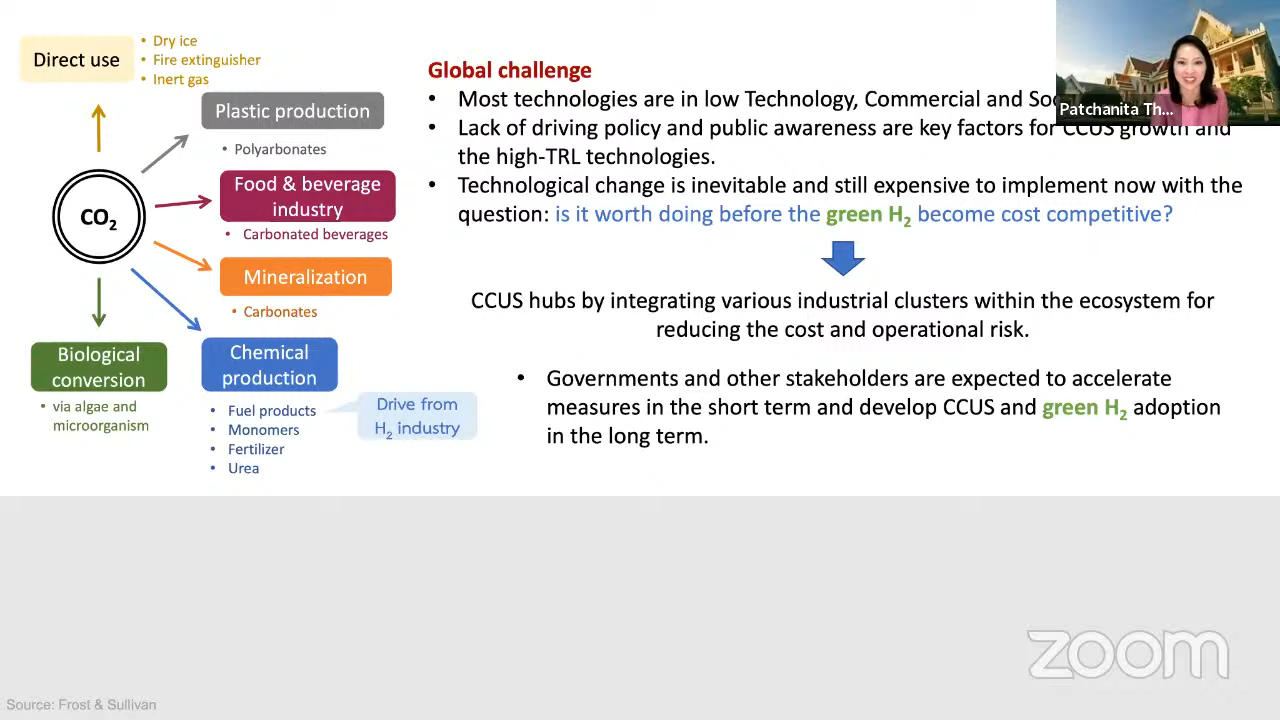 Direct use
• Dry ice
• Fire extinguisher
• Inert gas
Plastic production
• Polyarbonates
CO₂
Food & beverage
industry
• Carbonated beverages
Mineralization
• Carbonates
Biological
conversion
• via algae and
microorganism
Chemical
production
• Fuel products
• Monomers
• Fertilizer
• Urea
Drive from
H₂ industry
Global challenge
• Most technologies are in low Technology, Commercial and
• Lack of driving policy and public awareness are key factors for CCUS growth and
the high-TRL technologies.
• Technological change is inevitable and still expensive to implement now with the
question: is it worth doing before the green H₂ become cost competitive?
CCUS hubs by integrating various industrial clusters within the ecosystem for
reducing the cost and operational risk.
• Governments and other stakeholders are expected to accelerate
measures in the short term and develop CCUS and green H₂ adoption
in the long term.
Patchanita Th...
zoom
Source: Frost & Sullivan